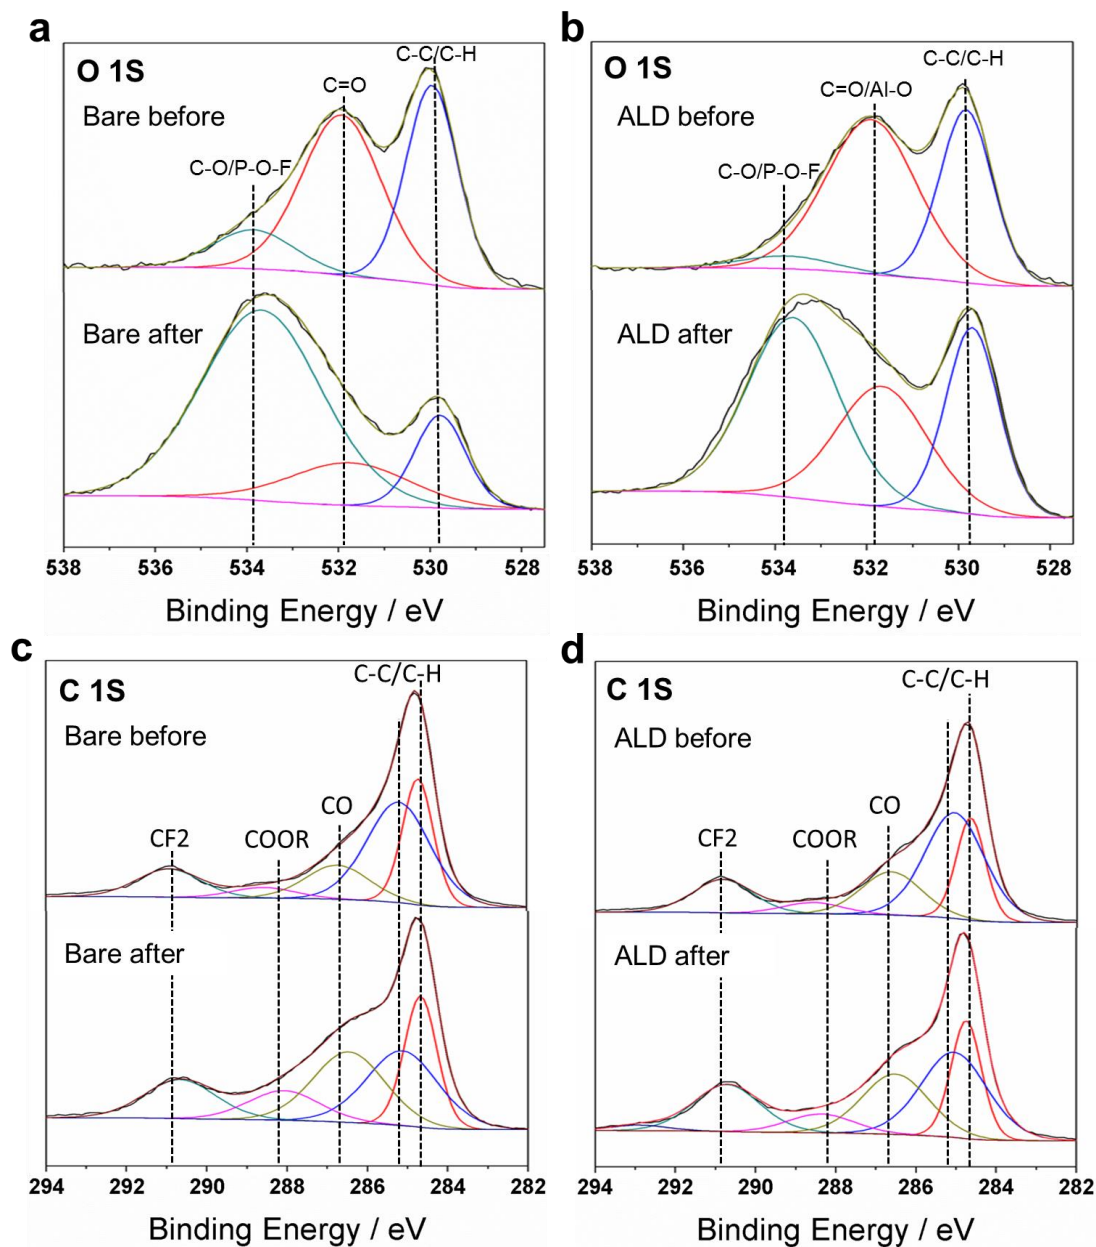 a
O 1S
C-C/C-H
C=O
Bare before
C-O/P-O-F
Bare after
538 536 534 532 530 528
Binding Energy / eV
b
O 1S
C-C/C-H
C=O/Al-O
ALD before
C-O/P-O-F
ALD after
538 536 534 532 530 528
Binding Energy / eV
c
C 1S
C-C/C-H
Bare before
CO
CF2
COOR
Bare after
294 292 290 288 286 284 282
Binding Energy / eV
d
C 1S
C-C/C-H
ALD before
CO
CF2
COOR
ALD after
294 292 290 288 286 284 282
Binding Energy / eV